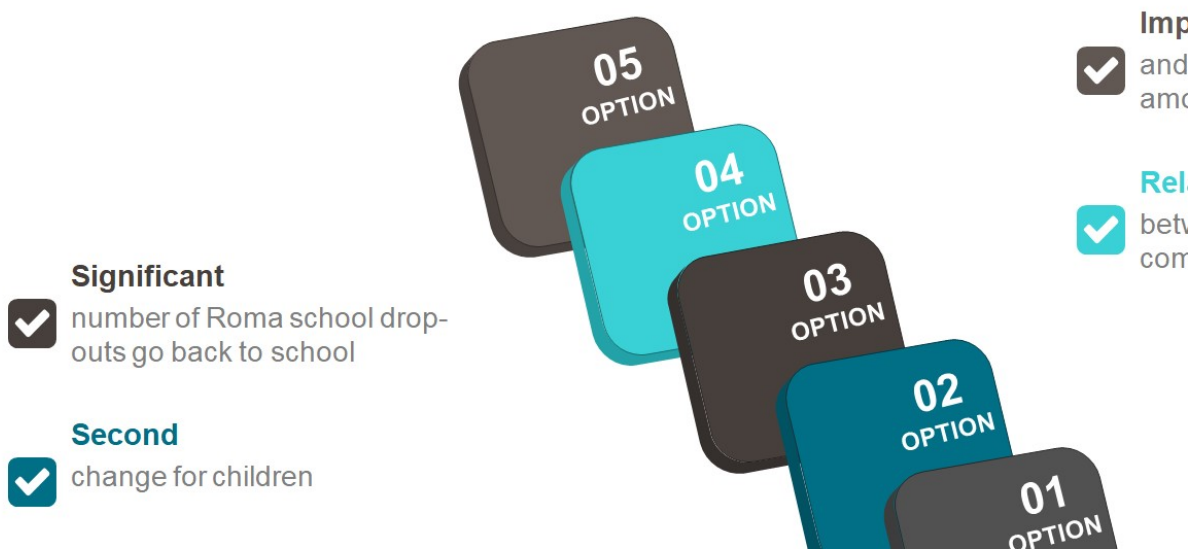 Significant
number of Roma school drop-
outs go back to school
Second
change for children
05
OPTION
04
OPTION
03
OPTION
02
OPTION
01
OPTION
and